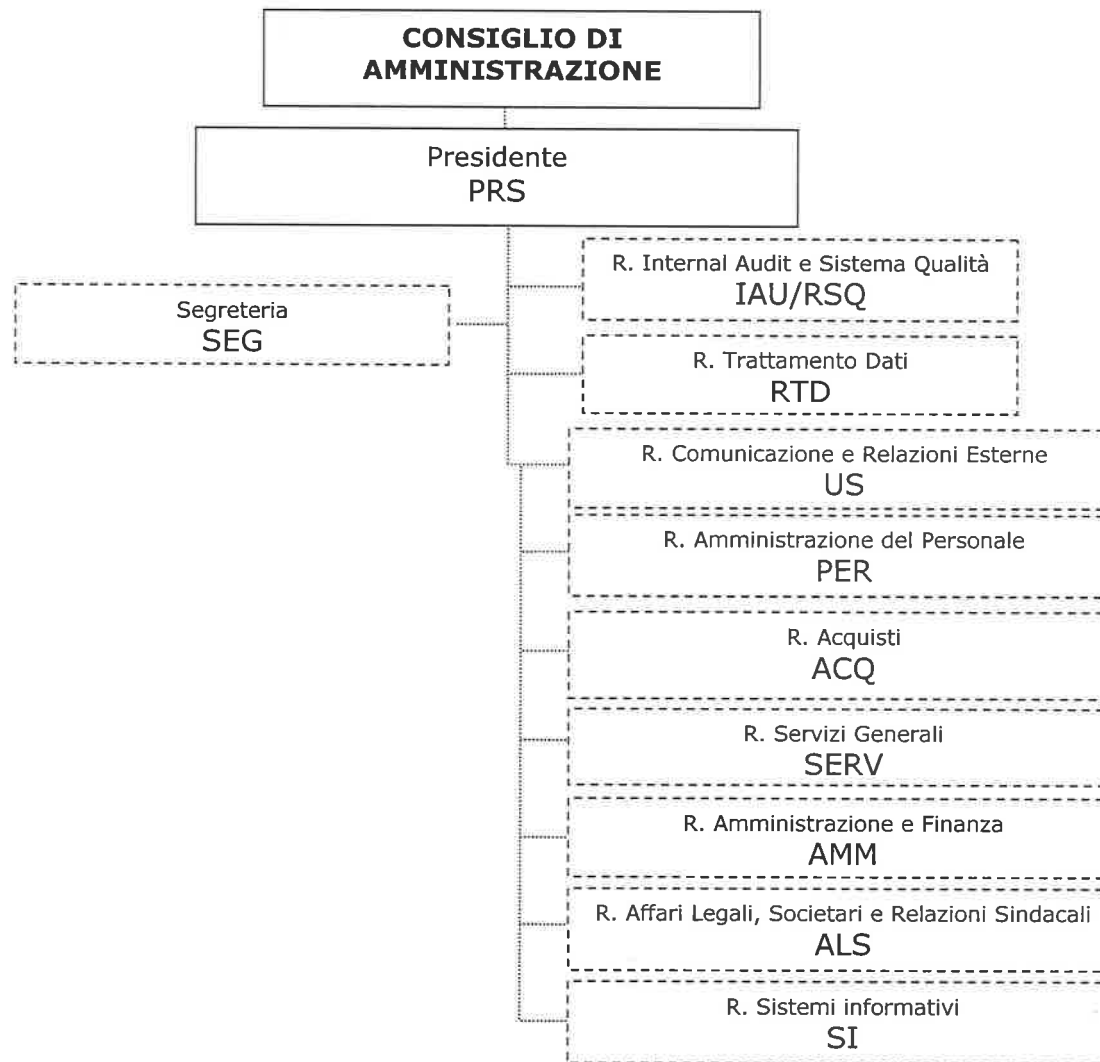 CONSIGLIO DI
AMMINISTRAZIONE
Presidente
PRS
R. Internal Audit e Sistema Qualità
IAU/RSQ
Segreteria
SEG
R. Trattamento Dati
RTD
R. Comunicazione e Relazioni Esterne
US
R. Amministrazione del Personale
PER
R. Acquisti
ACQ
R. Servizi Generali
SERV
R. Amministrazione e Finanza
AMM
R. Affari Legali, Societari e Relazioni Sindacali
ALS
R. Sistemi informativi
SI